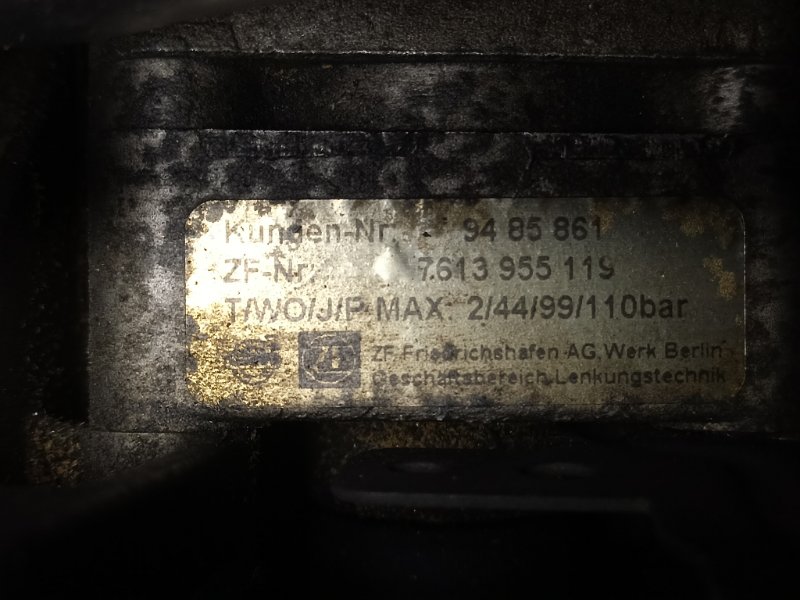 Kunden-Nr. 94 85 861
ZF-Nr. 7613 955 119
T/WO/J/P-MAX: 2/44/99/110bar
ZF Friedrichshafen AG, Werk Berlin
Geschäftsbereich Lenkungstechnik